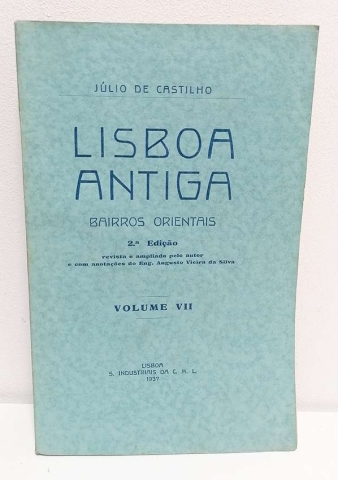 JÚLIO DE CASTILHO
LISBOA
ANTIGA
BAIRROS ORIENTAIS
2.ª Edição
revista e ampliada pelo autor
e com anotações do Eng. Augusto Vieira da Silva
VOLUME VII
LISBOA
S. INDUSTRIAIS DA C. M. L.
1937